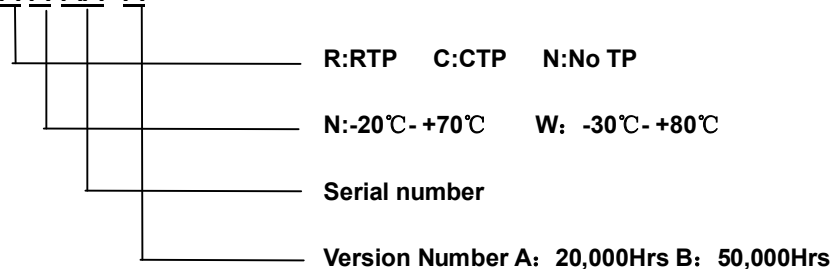 R:RTP C:CTP N:No TP
N:-20℃- +70℃ W：-30℃- +80℃
Serial number
Version Number A：20,000Hrs B：50,000Hrs